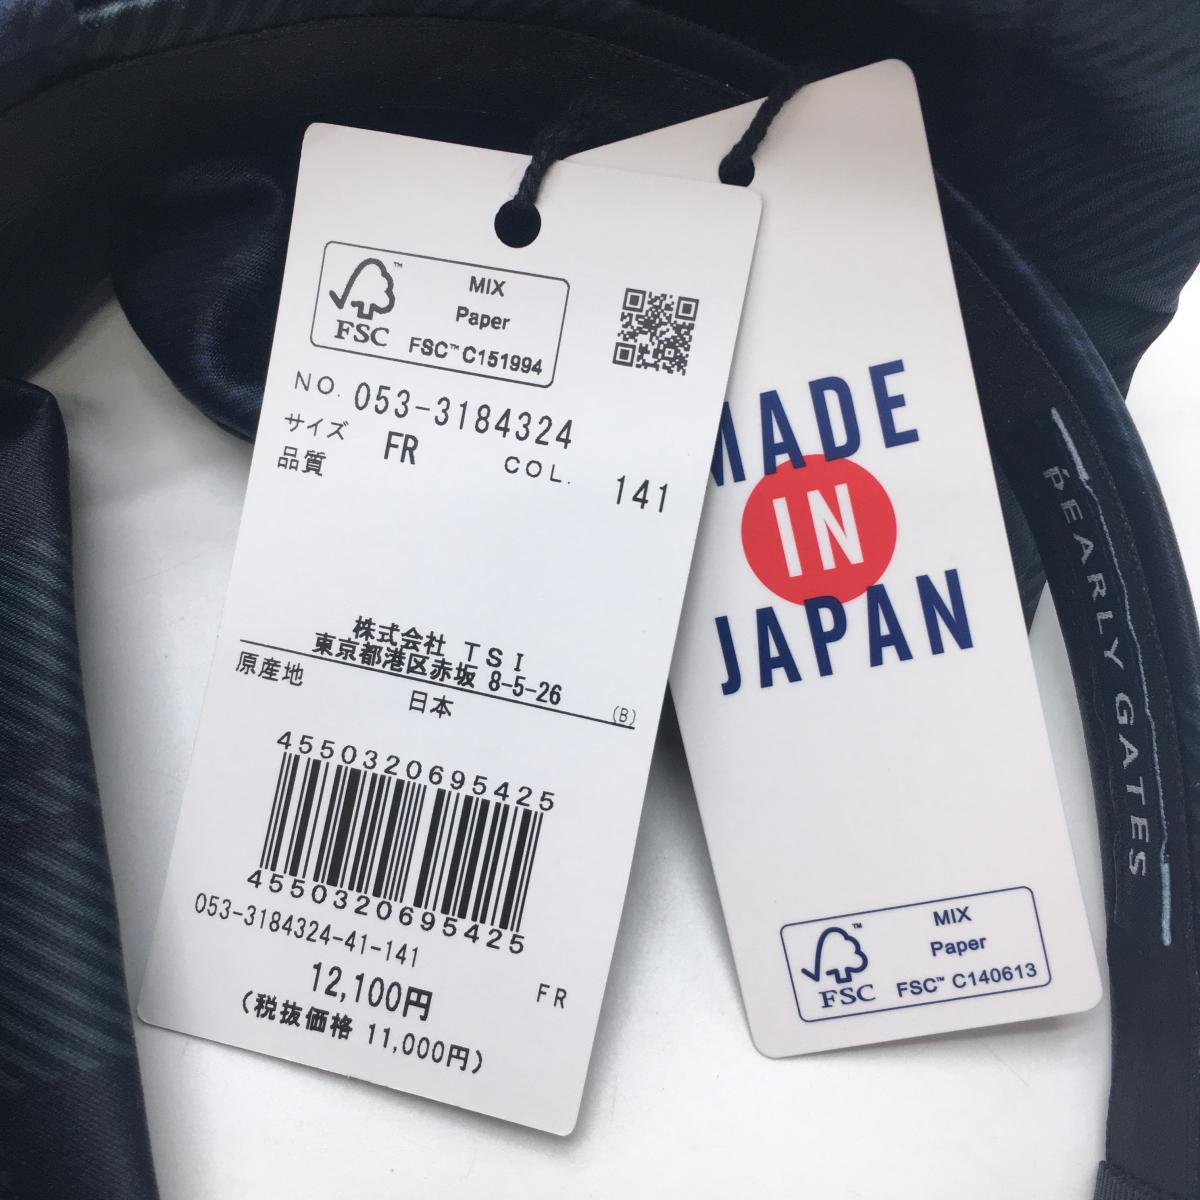 MIX
Paper
FSC™ C151994
FSC
NO. 053-3184324
サイズ FR
COL. 141
品質
株式会社 TSI
東京都港区赤坂 8-5-26
(B)
原産地
日本
4550320695425
4550320695425
053-3184324-41-141
12,100円
FR
(税抜価格 11,000円)
MADE
IN
JAPAN
MIX
Paper
FSC™ C140613
FSC
PEARLY GATES